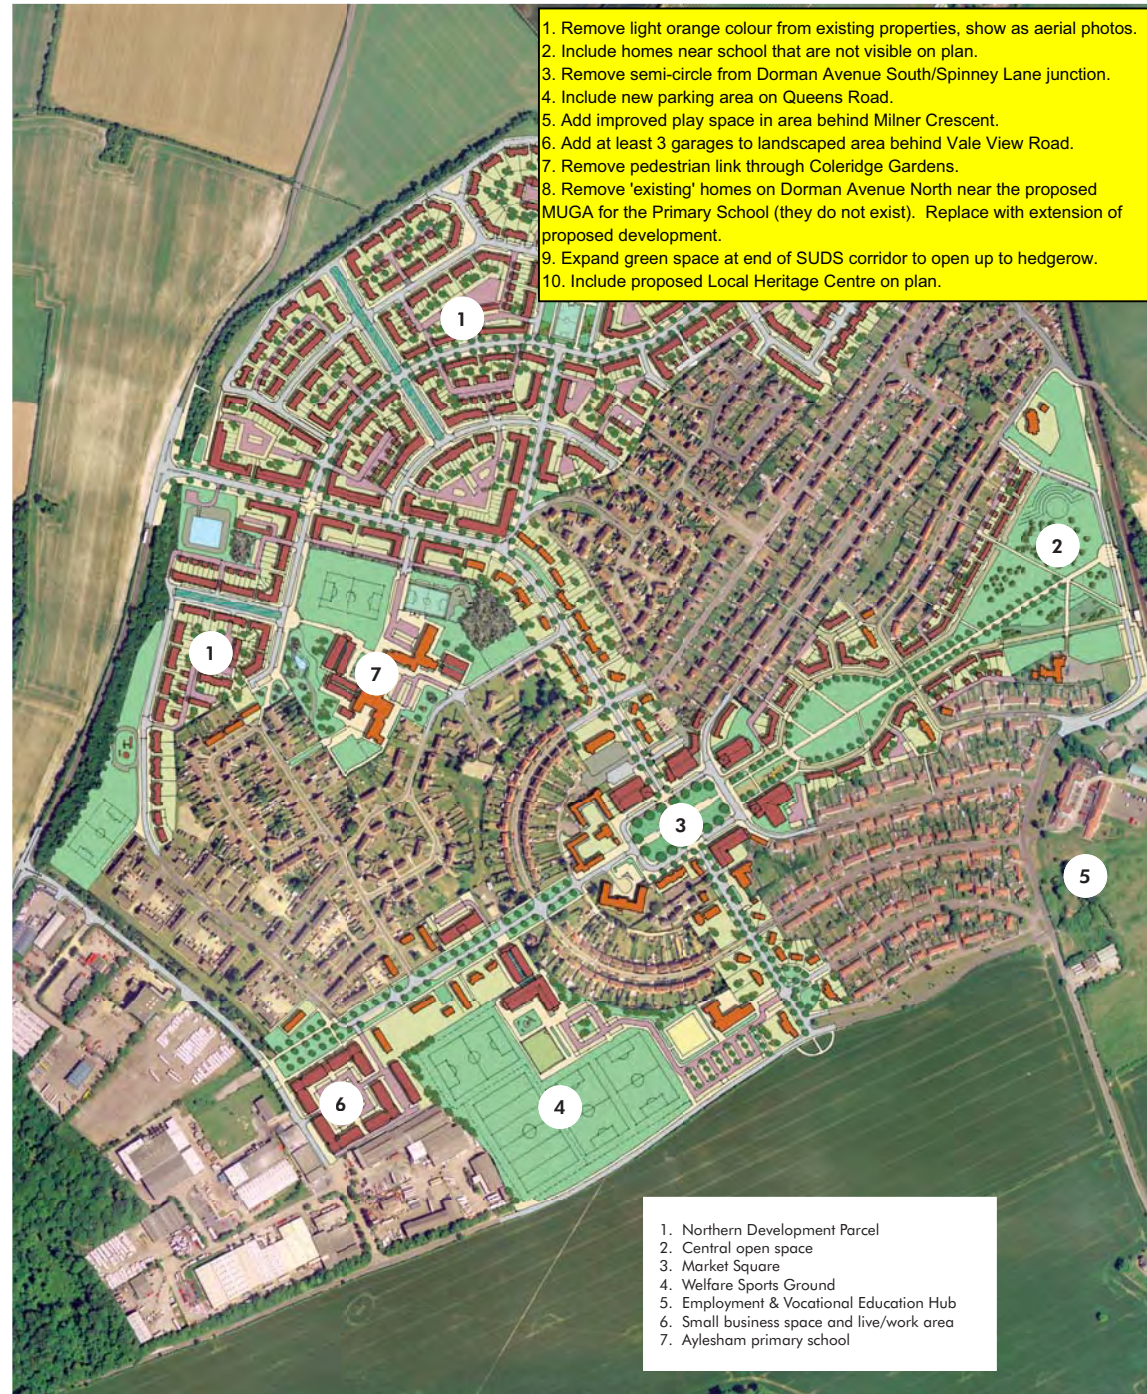 1. Remove light orange colour from existing properties, show as aerial photos.
2. Include homes near school that are not visible on plan.
3. Remove semi-circle from Dorman Avenue South/Spinney Lane junction.
4. Include new parking area on Queens Road.
5. Add improved play space in area behind Milner Crescent.
6. Add at least 3 garages to landscaped area behind Vale View Road.
7. Remove pedestrian link through Coleridge Gardens.
8. Remove 'existing' homes on Dorman Avenue North near the proposed
MUGA for the Primary School (they do not exist).  Replace with extension of
proposed development.
9. Expand green space at end of SUDS corridor to open up to hedgerow.
10. Include proposed Local Heritage Centre on plan.
1
2
1
7
3
5
6
4
1. Northern Development Parcel
2. Central open space
3. Market Square
4. Welfare Sports Ground
5. Employment & Vocational Education Hub
6. Small business space and live/work area
7. Aylesham primary school